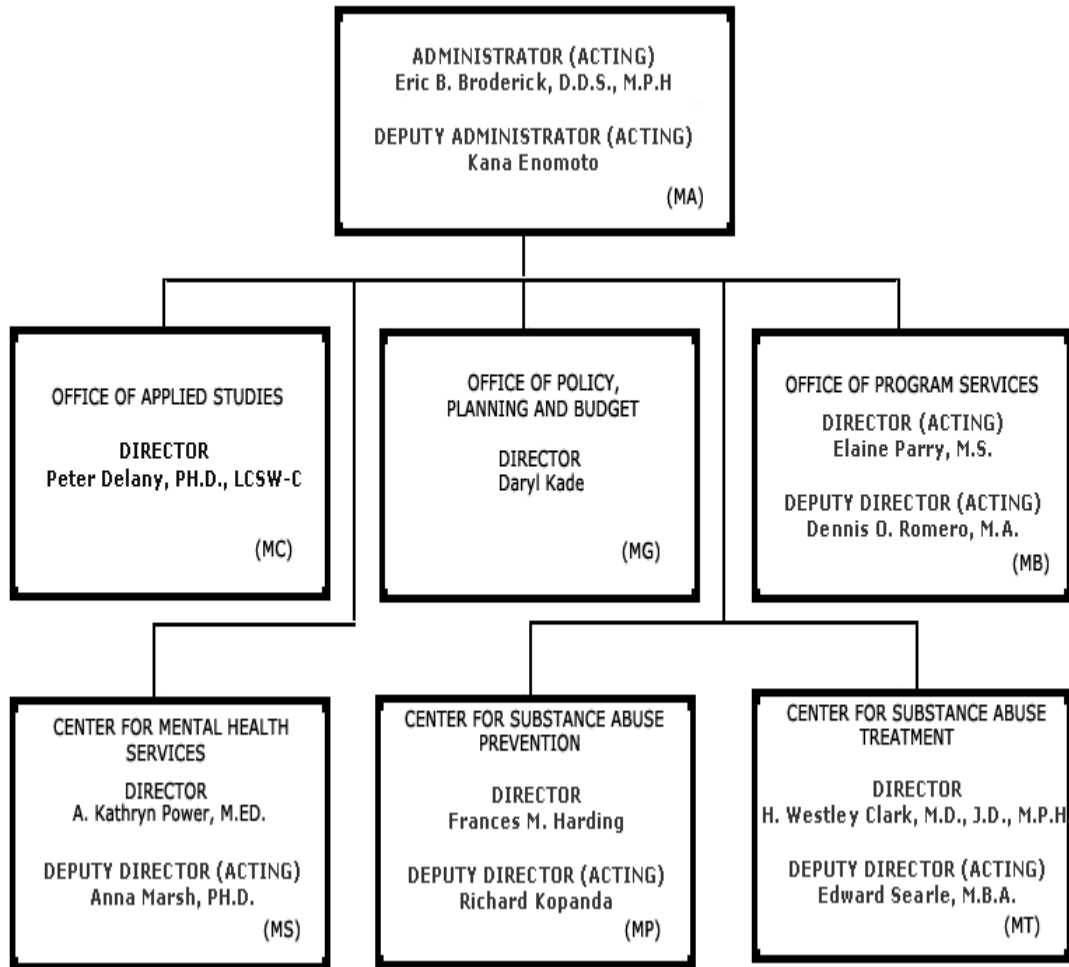 ADMINISTRATOR (ACTING)
Eric B. Broderick, D.D.S., M.P.H
DEPUTY ADMINISTRATOR (ACTING)
Kana Enomoto
(MA)
OFFICE OF APPLIED STUDIES
DIRECTOR
Peter Delany, PH.D., LCSW-C
(MC)
OFFICE OF POLICY,
PLANNING AND BUDGET
DIRECTOR
Daryl Kade
(MG)
OFFICE OF PROGRAM SERVICES
DIRECTOR (ACTING)
Elaine Parry, M.S.
DEPUTY DIRECTOR (ACTING)
Dennis O. Romero, M.A.
(MB)
CENTER FOR MENTAL HEALTH
SERVICES
DIRECTOR
A. Kathryn Power, M.ED.
DEPUTY DIRECTOR (ACTING)
Anna Marsh, PH.D.
(MS)
CENTER FOR SUBSTANCE ABUSE
PREVENTION
DIRECTOR
Frances M. Harding
DEPUTY DIRECTOR (ACTING)
Richard Kopanda
(MP)
CENTER FOR SUBSTANCE ABUSE
TREATMENT
DIRECTOR
H. Westley Clark, M.D., J.D., M.P.H
DEPUTY DIRECTOR (ACTING)
Edward Searle, M.B.A.
(MT)